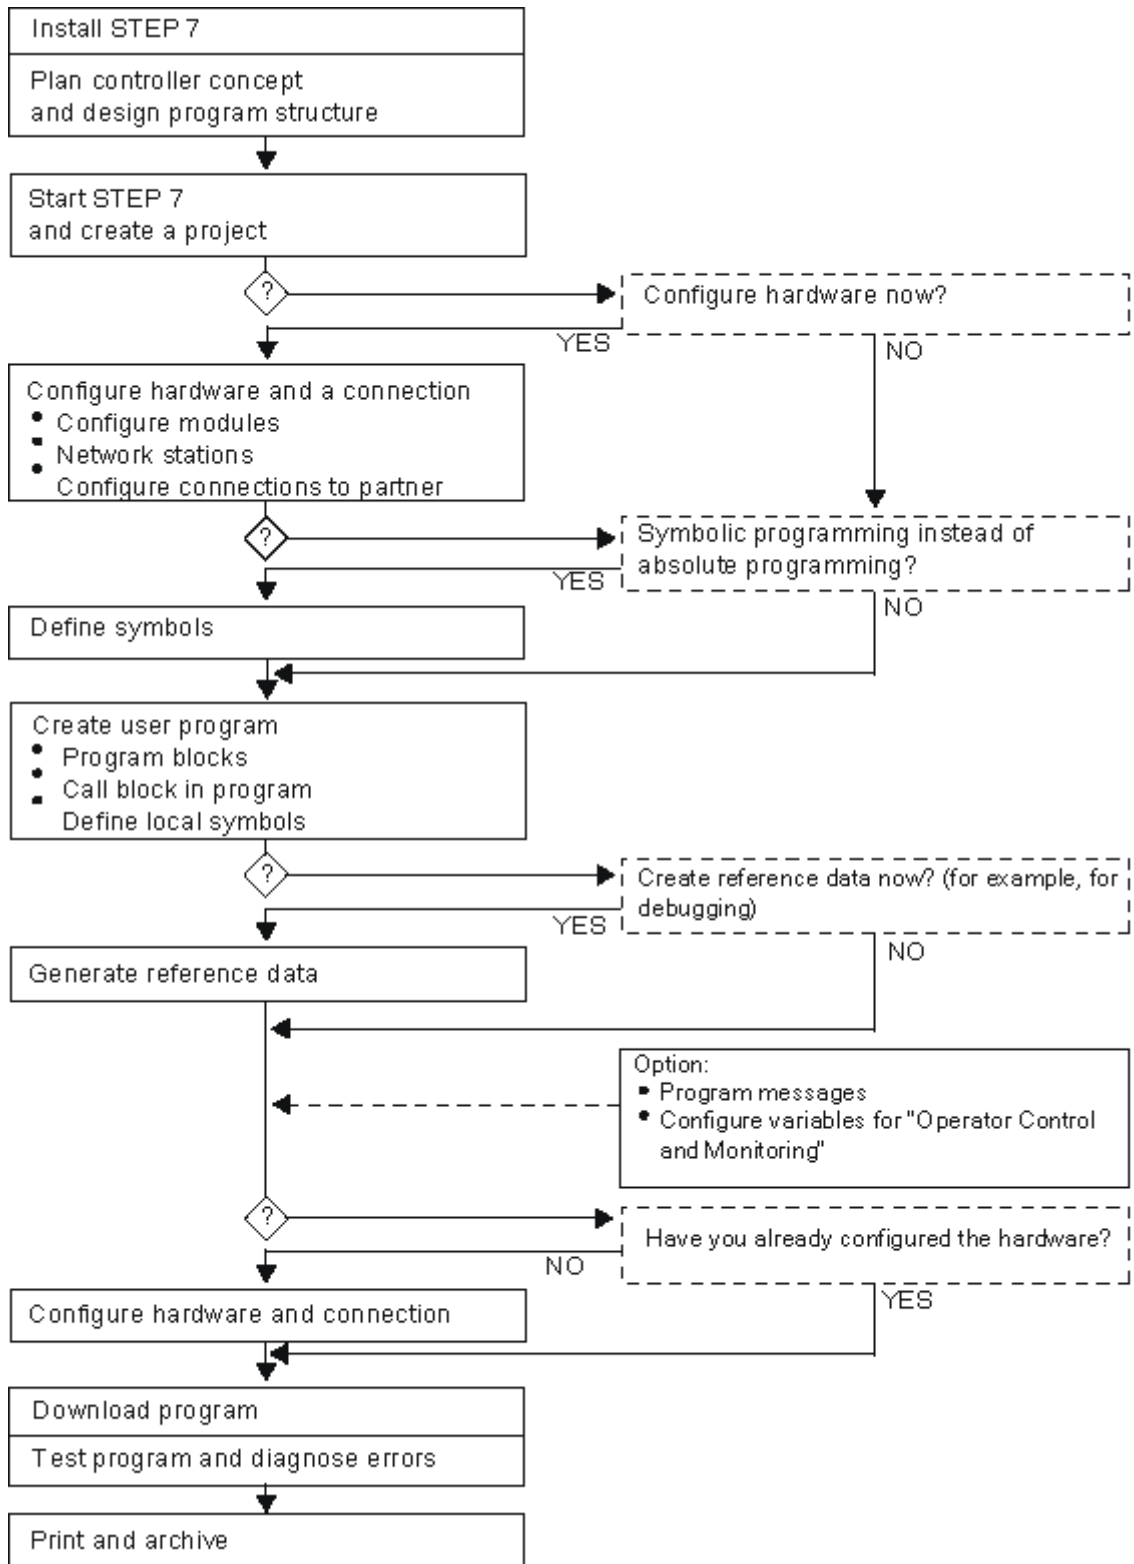 Install STEP 7
Plan controller concept
and design program structure
Start STEP 7
and create a project
?
Configure hardware now?
YES
NO
Configure hardware and a connection
• Configure modules
• Network stations
• Configure connections to partner
?
Symbolic programming instead of
absolute programming?
YES
NO
Define symbols
Create user program
• Program blocks
• Call block in program
• Define local symbols
?
Create reference data now? (for example, for
debugging)
YES
NO
Generate reference data
Option:
• Program messages
• Configure variables for "Operator Control
and Monitoring"
?
Have you already configured the hardware?
NO
YES
Configure hardware and connection
Download program
Test program and diagnose errors
Print and archive